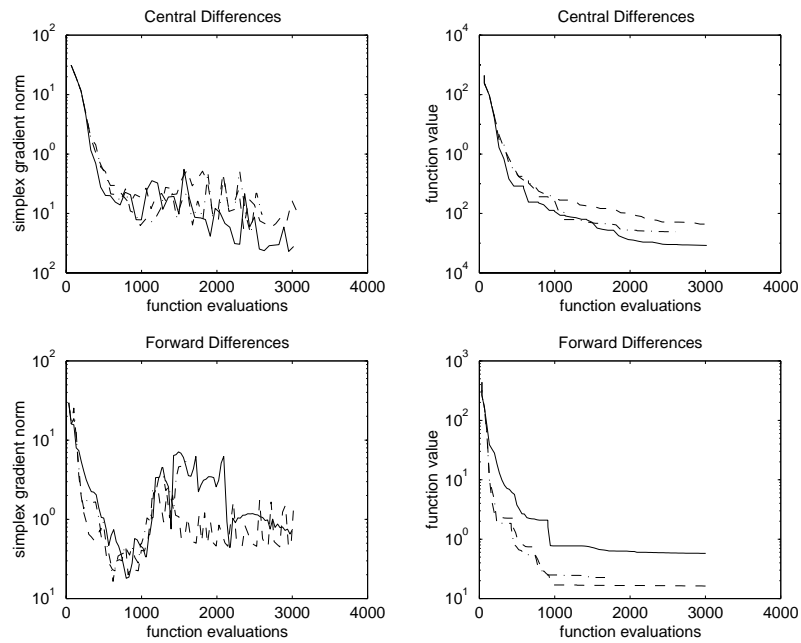 Central Differences
10^2
10^1
10^0
10^1
10^2
simplex gradient norm
0 1000 2000 3000 4000
function evaluations
Central Differences
10^4
10^2
10^0
10^2
10^4
function value
0 1000 2000 3000 4000
function evaluations
Forward Differences
10^2
10^1
10^0
10^1
simplex gradient norm
0 1000 2000 3000 4000
function evaluations
Forward Differences
10^3
10^2
10^1
10^0
10^1
function value
0 1000 2000 3000 4000
function evaluations